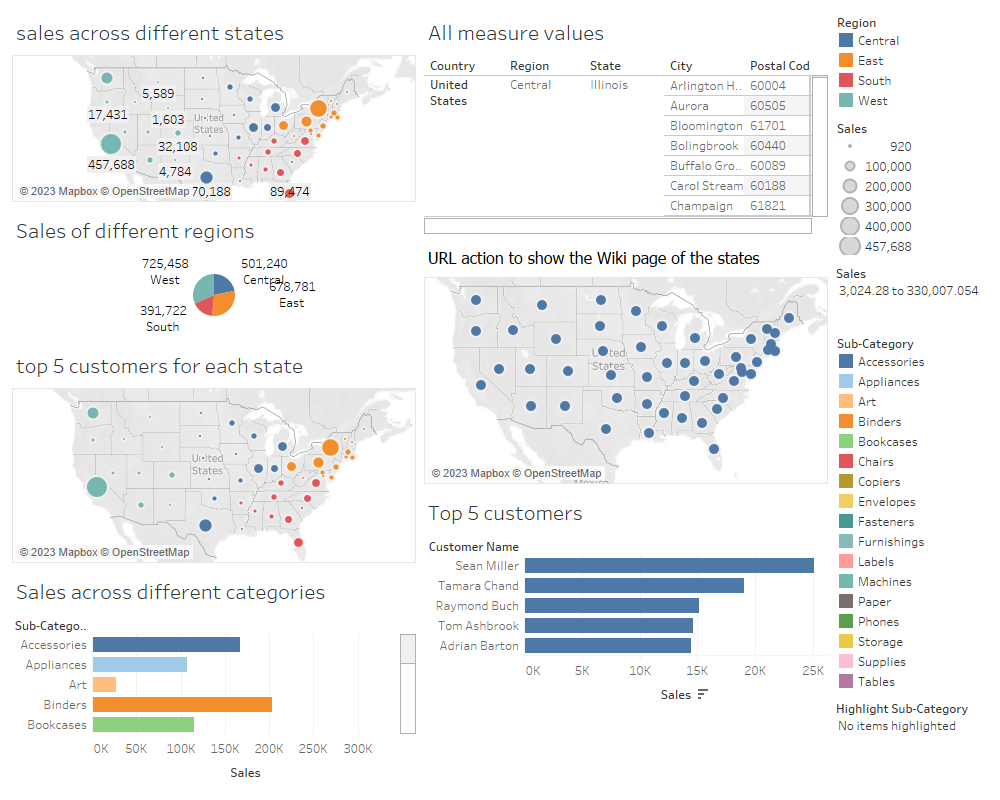 sales across different states
5,589
17,431
1,603
United
States
32,108
457,688
4,784
70,188
89,474
© 2023 Mapbox © OpenStreetMap
Sales of different regions
725,458
West
501,240
Central
678,781
East
391,722
South
top 5 customers for each state
United
States
© 2023 Mapbox © OpenStreetMap
Sales across different categories
Sub-Catego..
Accessories
Appliances
Art
Binders
Bookcases
0K 50K 100K 150K 200K 250K 300K
Sales
All measure values
Country Region State City Postal Cod
United States Central Illinois Arlington H.. 60004
Aurora 60505
Bloomington 61701
Bolingbrook 60440
Buffalo Gro.. 60089
Carol Stream 60188
Champaign 61821
URL action to show the Wiki page of the states
United
States
Mexico
© 2023 Mapbox © OpenStreetMap
Top 5 customers
Customer Name
Sean Miller
Tamara Chand
Raymond Buch
Tom Ashbrook
Adrian Barton
0K 5K 10K 15K 20K 25K
Sales
Region
Central
East
South
West
Sales
920
100,000
200,000
300,000
400,000
457,688
Sales
3,024.28 to 330,007.054
Sub-Category
Accessories
Appliances
Art
Binders
Bookcases
Chairs
Copiers
Envelopes
Fasteners
Furnishings
Labels
Machines
Paper
Phones
Storage
Supplies
Tables
Highlight Sub-Category
No items highlighted